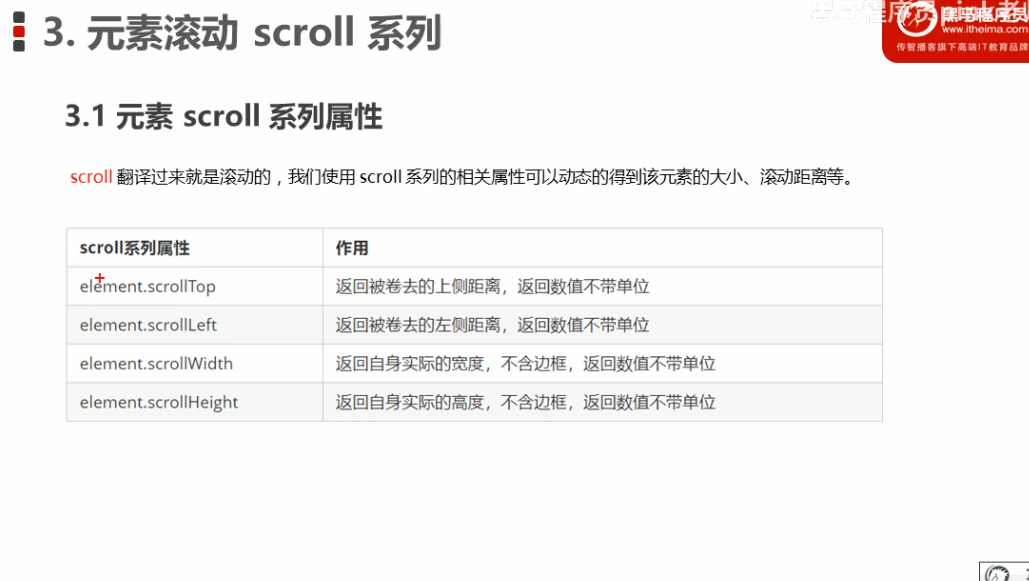 3. 元素滚动 scroll 系列
黑马程序员
www.itheima.com
传智播客旗下高端IT教育品牌
3.1 元素 scroll 系列属性
scroll 翻译过来就是滚动的，我们使用 scroll 系列的相关属性可以动态的得到该元素的大小、滚动距离等。
scroll系列属性 作用
element.scrollTop 返回被卷去的上侧距离，返回数值不带单位
element.scrollLeft 返回被卷去的左侧距离，返回数值不带单位
element.scrollWidth 返回自身实际的宽度，不含边框，返回数值不带单位
element.scrollHeight 返回自身实际的高度，不含边框，返回数值不带单位